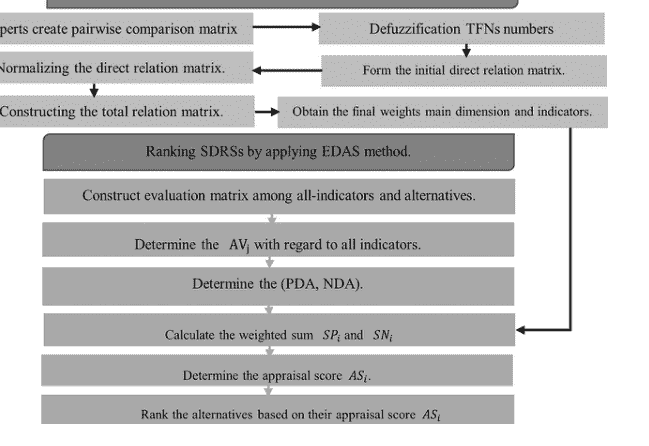 perts create pairwise comparison matrix
Defuzzification TFNs numbers
Normalizing the direct relation matrix.
Form the initial direct relation matrix.
Constructing the total relation matrix.
Obtain the final weights main dimension and indicators.
Ranking SDRSs by applying EDAS method.
Construct evaluation matrix among all-indicators and alternatives.
Determine the AVj with regard to all indicators.
Determine the (PDA, NDA).
Calculate the weighted sum SPi and SNi
Determine the appraisal score ASi.
Rank the alternatives based on their appraisal score ASi